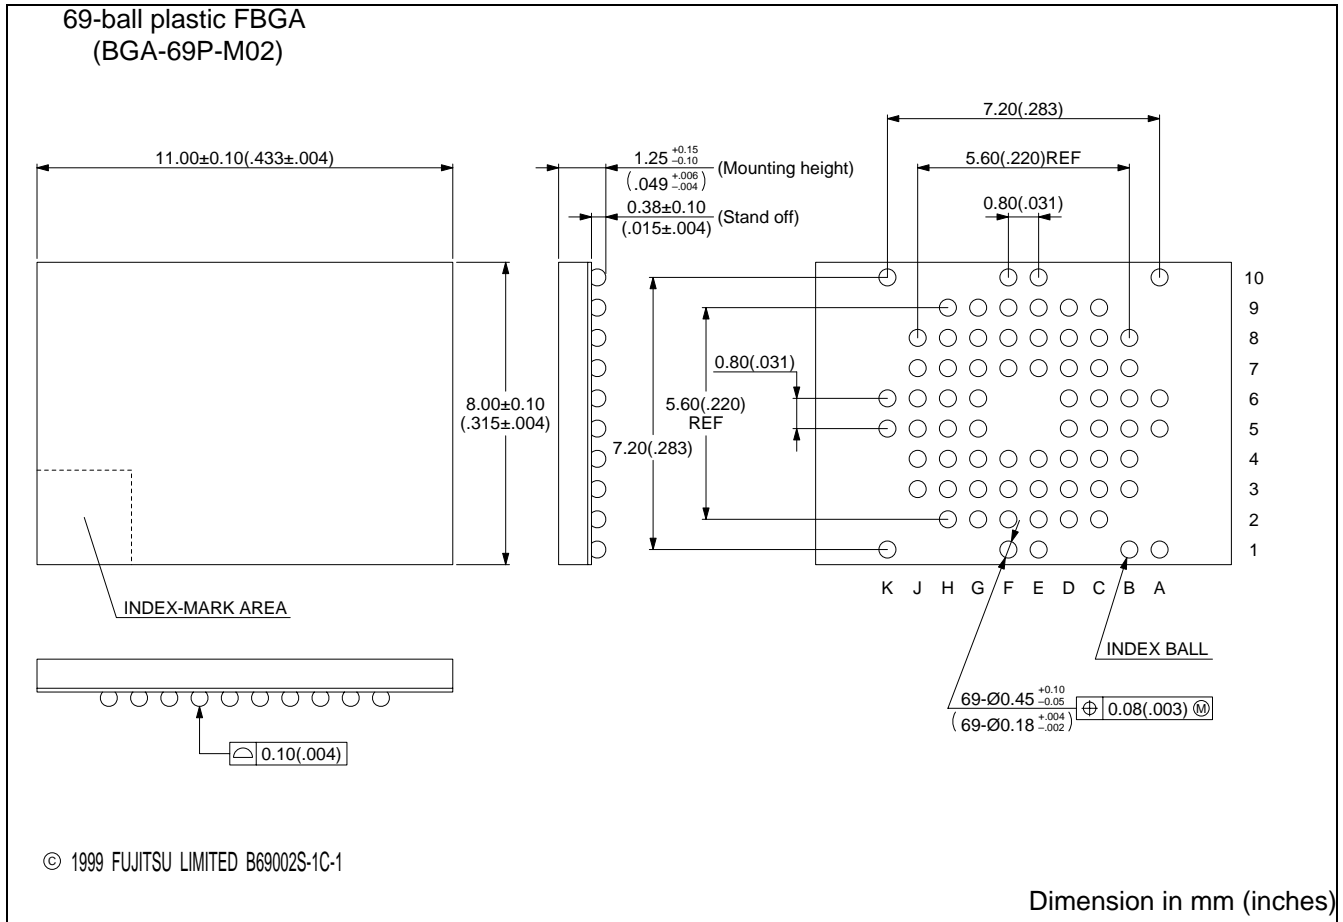 69-ball plastic FBGA
(BGA-69P-M02)
11.00±0.10(.433±.004)
1.25 +0.15 –0.10 (Mounting height)
(.049 +.006 –.004)
0.38±0.10 (Stand off)
(.015±.004)
7.20(.283)
5.60(.220)REF
0.80(.031)
8.00±0.10
(.315±.004)
7.20(.283)
5.60(.220)
REF
0.80(.031)
10
9
8
7
6
5
4
3
2
1
K J H G F E D C B A
INDEX-MARK AREA
INDEX BALL
69-Ø0.45 +0.10 –0.05
(69-Ø0.18 +.004 –.002)
⌖ 0.08(.003) Ⓜ
⌓ 0.10(.004)
© 1999 FUJITSU LIMITED B69002S-1C-1
Dimension in mm (inches)